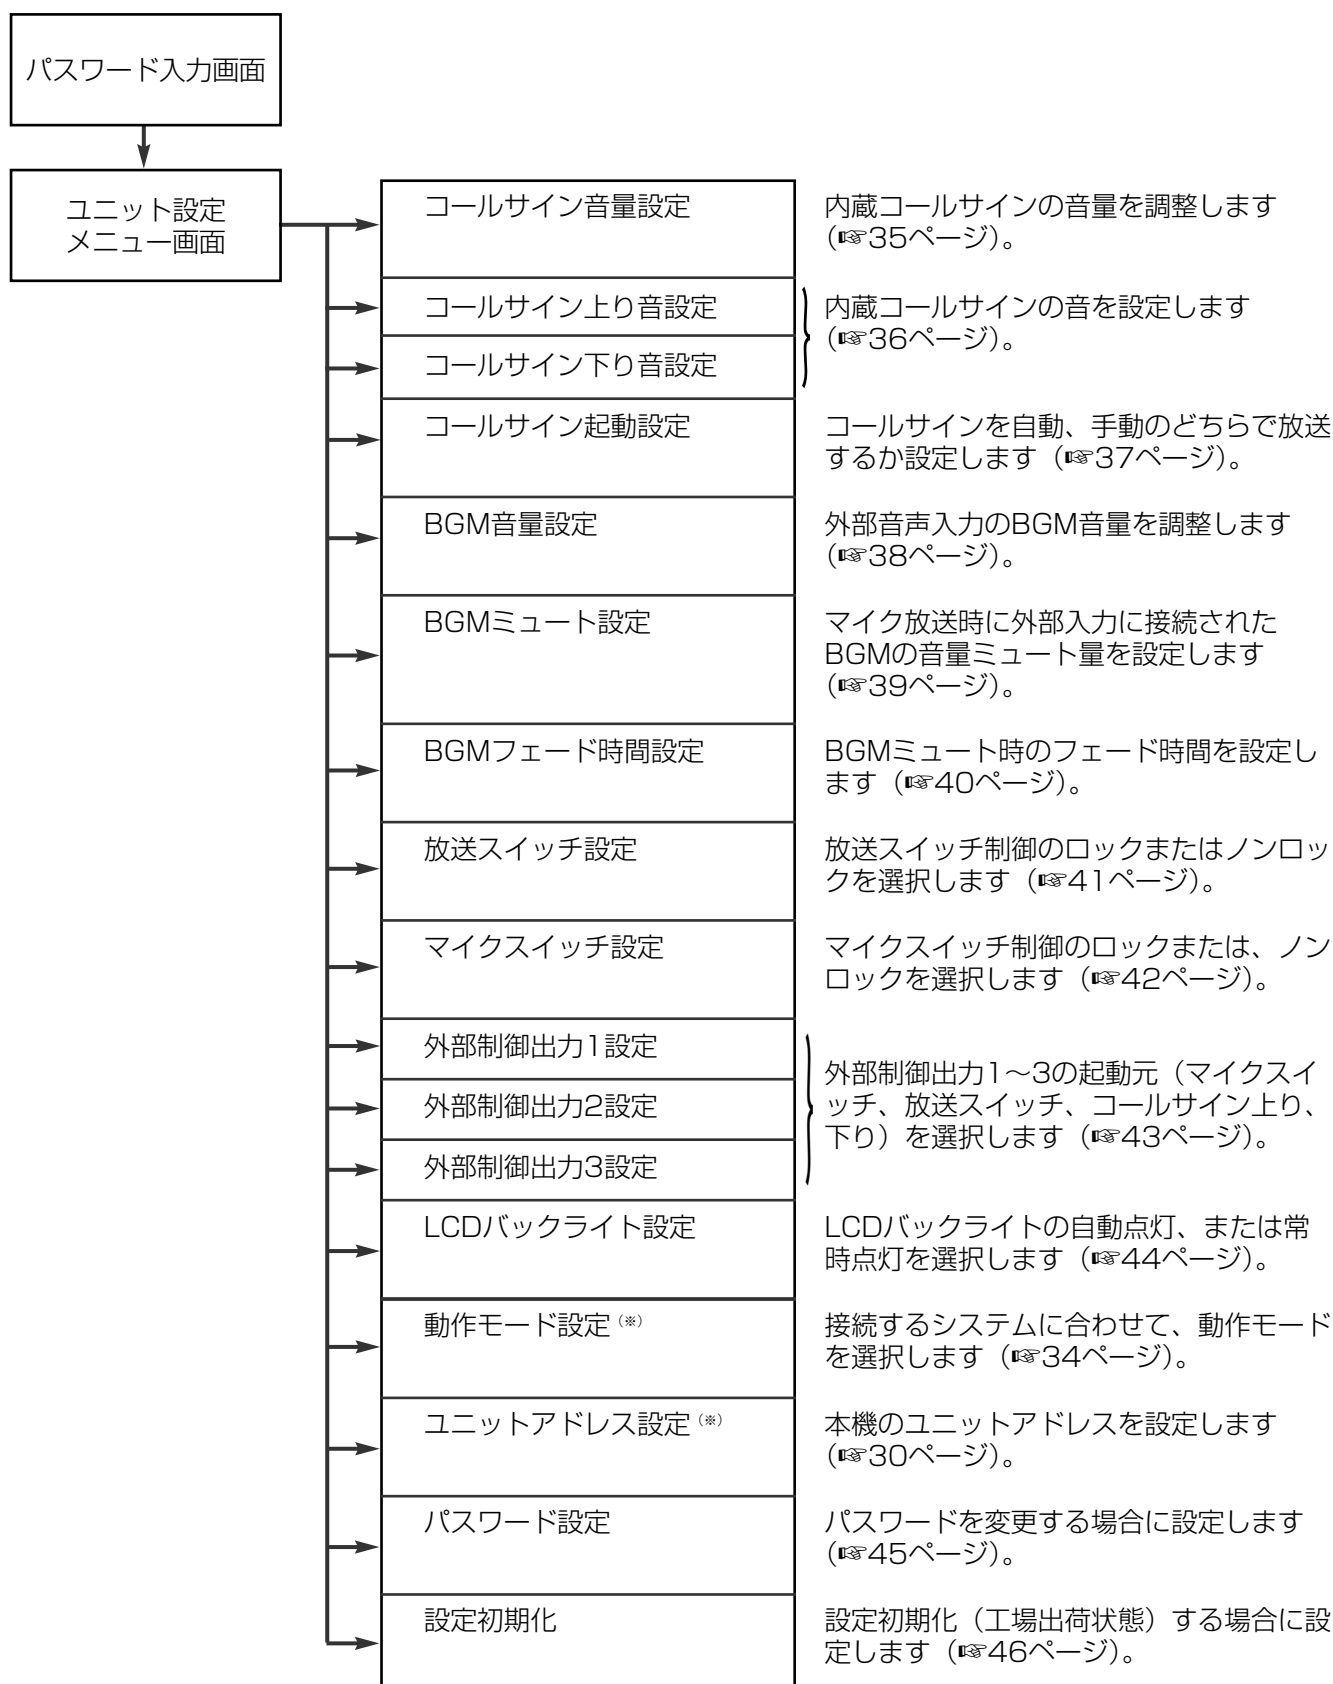 パスワード入力画面
ユニット設定
メニュー画面
コールサイン音量設定
内蔵コールサインの音量を調整します
(☞35ページ)。
コールサイン上り音設定
コールサイン下り音設定
内蔵コールサインの音を設定します
(☞36ページ)。
コールサイン起動設定
コールサインを自動、手動のどちらで放送
するか設定します（☞37ページ)。
BGM音量設定
外部音声入力のBGM音量を調整します
(☞38ページ)。
BGMミュート設定
マイク放送時に外部入力に接続された
BGMの音量ミュート量を設定します
(☞39ページ)。
BGMフェード時間設定
BGMミュート時のフェード時間を設定し
ます（☞40ページ)。
放送スイッチ設定
放送スイッチ制御のロックまたはノンロッ
クを選択します（☞41ページ)。
マイクスイッチ設定
マイクスイッチ制御のロックまたは、ノン
ロックを選択します（☞42ページ)。
外部制御出力1設定
外部制御出力2設定
外部制御出力3設定
外部制御出力1～3の起動元（マイクスイ
ッチ、放送スイッチ、コールサイン上り、
下り）を選択します（☞43ページ)。
LCDバックライト設定
LCDバックライトの自動点灯、または常
時点灯を選択します（☞44ページ)。
動作モード設定(※)
接続するシステムに合わせて、動作モード
を選択します（☞34ページ)。
ユニットアドレス設定(※)
本機のユニットアドレスを設定します
(☞30ページ)。
パスワード設定
パスワードを変更する場合に設定します
(☞45ページ)。
設定初期化
設定初期化（工場出荷状態）する場合に設
定します（☞46ページ)。